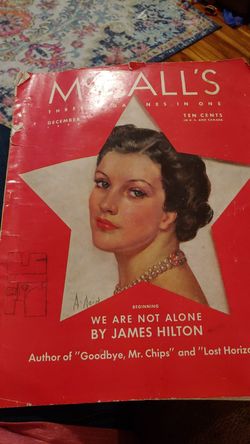 McCALL'S
THREE MAGAZINES IN ONE
DECEMBER
TEN CENTS
IN U.S. AND CANADA
BEGINNING
WE ARE NOT ALONE
BY JAMES HILTON
Author of "Goodbye, Mr. Chips" and "Lost Horizo